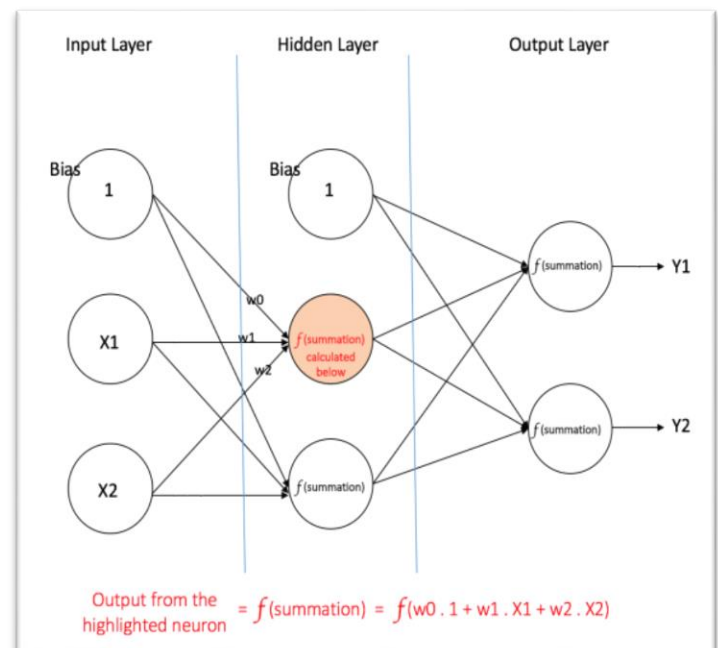 Input Layer
Hidden Layer
Output Layer
Bias
1
Bias
1
f(summation)
Y1
w0
X1
w1
f(summation)
calculated
below
w2
f(summation)
Y2
X2
f(summation)
Output from the
highlighted neuron
= f(summation) = f(w0 . 1 + w1 . X1 + w2 . X2)